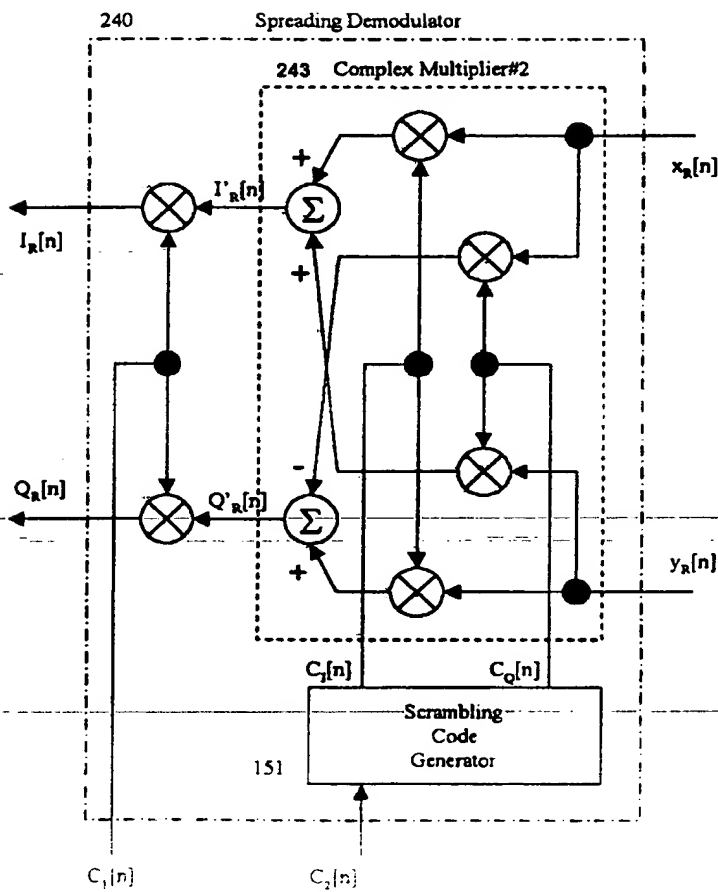 240 Spreading Demodulator
243 Complex Multiplier#2
+
x_R[n]
I'_R[n]
Σ
I_R[n]
+
-
Q_R[n]
Q'_R[n]
Σ
+
y_R[n]
C_I[n] C_Q[n]
Scrambling
Code
Generator
151
C_1[n] C_2[n]